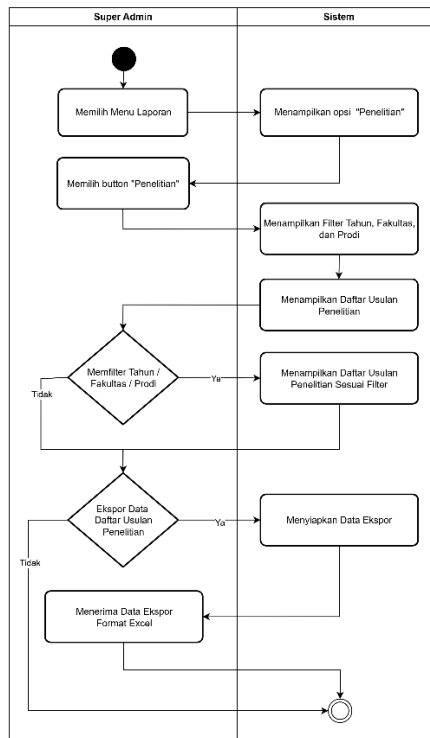 Super Admin
Sistem
Memilih Menu Laporan
Menampilkan opsi "Penelitian"
Memilih button "Penelitian"
Menampilkan Filter Tahun, Fakultas,
dan Prodi
Menampilkan Daftar Usulan
Penelitian
Memfilter Tahun /
Fakultas / Prodi
Ya
Menampilkan Daftar Usulan
Penelitian Sesuai Filter
Tidak
Ekspor Data
Daftar Usulan
Penelitian
Ya
Menyiapkan Data Ekspor
Tidak
Menerima Data Ekspor
Format Excel